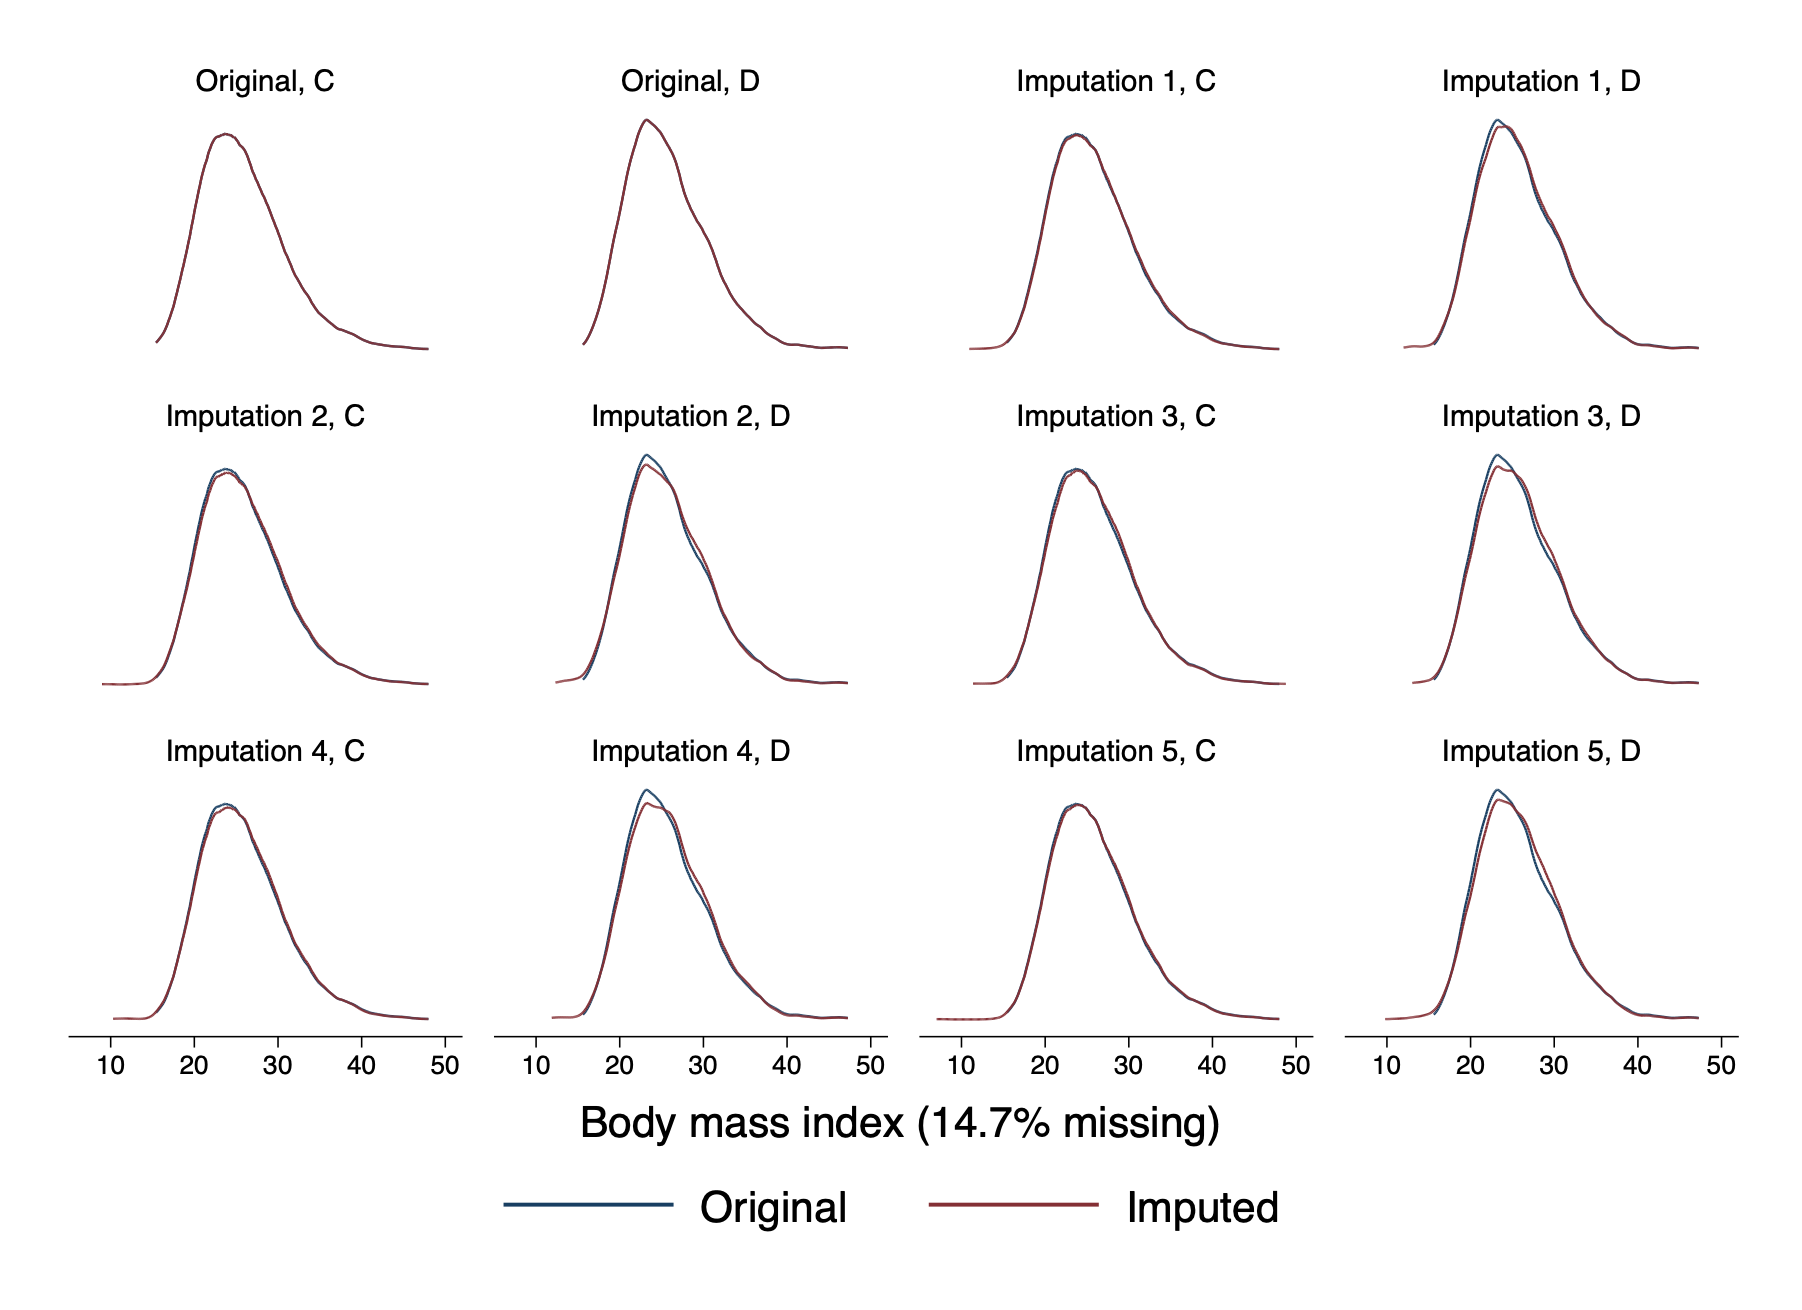 Original, C
Original, D
Imputation 1, C
Imputation 1, D
Imputation 2, C
Imputation 2, D
Imputation 3, C
Imputation 3, D
Imputation 4, C
Imputation 4, D
Imputation 5, C
Imputation 5, D
10 20 30 40 50
10 20 30 40 50
10 20 30 40 50
10 20 30 40 50
Body mass index (14.7% missing)
Original
Imputed